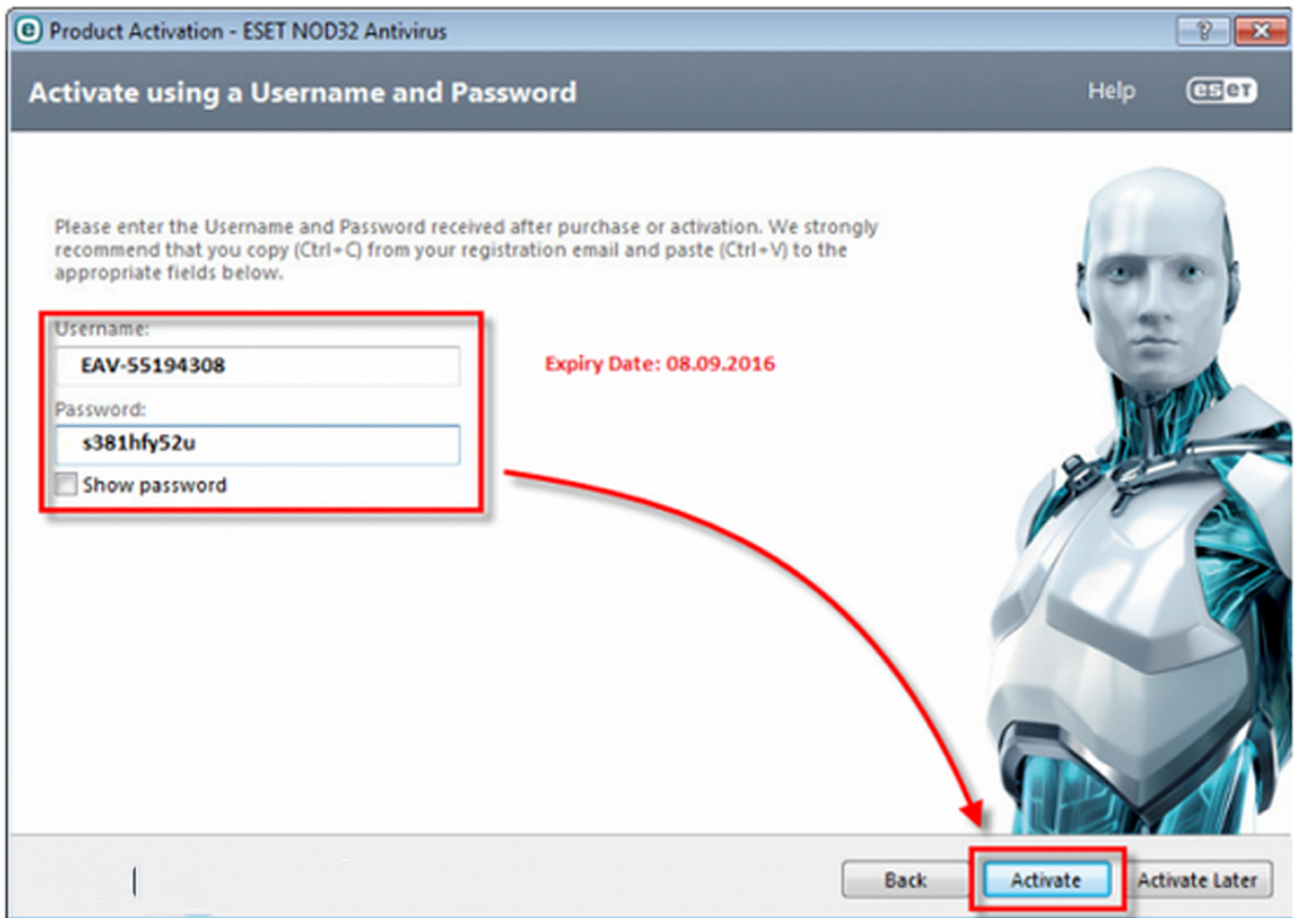 Product Activation - ESET NOD32 Antivirus
?
Activate using a Username and Password
Help
eseT
Please enter the Username and Password received after purchase or activation. We strongly
recommend that you copy (Ctrl+C) from your registration email and paste (Ctrl+V) to the
appropriate fields below.
Username:
EAV-55194308
Expiry Date: 08.09.2016
Password:
s381hfy52u
Show password
Back
Activate
Activate Later